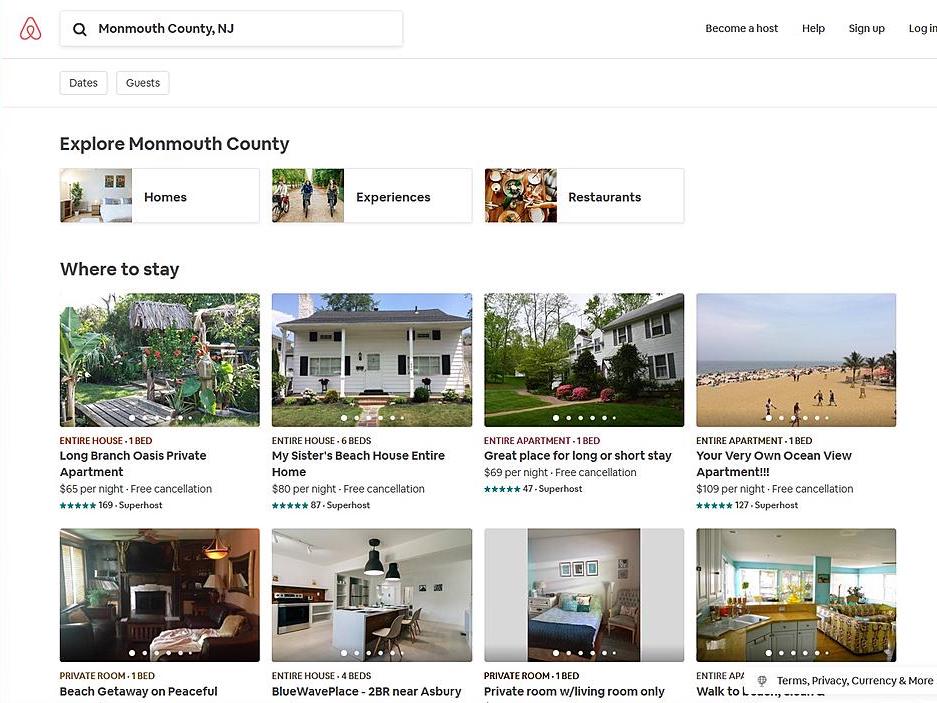 Monmouth County, NJ
Become a host
Help
Sign up
Log in
Dates
Guests
Explore Monmouth County
Homes
Experiences
Restaurants
Where to stay
ENTIRE HOUSE · 1 BED
Long Branch Oasis Private
Apartment
$65 per night · Free cancellation
169 · Superhost
ENTIRE HOUSE · 6 BEDS
My Sister's Beach House Entire
Home
$80 per night · Free cancellation
87 · Superhost
ENTIRE APARTMENT · 1 BED
Great place for long or short stay
$69 night · Free cancellation
47 · Superhost
ENTIRE APARTMENT · 1 BED
Your Very Own Ocean View
Apartment!!!
$109 per night · Free cancellation
127 · Superhost
PRIVATE ROOM · 1 BED
Beach Getaway on Peaceful
ENTIRE HOUSE · 4 BEDS
BlueWavePlace - 2BR near Asbury
PRIVATE ROOM · 1 BED
Private room w/living room only
ENTIRE APA
Walk to
Terms, Privacy, Currency & More